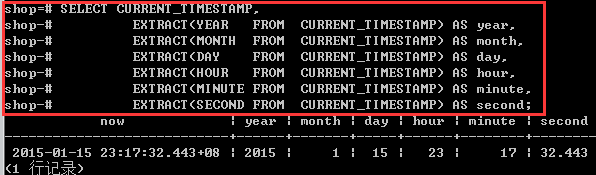 shop=# SELECT CURRENT_TIMESTAMP,
shop-# EXTRACT(YEAR FROM CURRENT_TIMESTAMP) AS year,
shop-# EXTRACT(MONTH FROM CURRENT_TIMESTAMP) AS month,
shop-# EXTRACT(DAY FROM CURRENT_TIMESTAMP) AS day,
shop-# EXTRACT(HOUR FROM CURRENT_TIMESTAMP) AS hour,
shop-# EXTRACT(MINUTE FROM CURRENT_TIMESTAMP) AS minute,
shop-# EXTRACT(SECOND FROM CURRENT_TIMESTAMP) AS second;
now | year | month | day | hour | minute | second
2015-01-15 23:17:32.443+08 | 2015 | 1 | 15 | 23 | 17 | 32.443
(1 行记录)